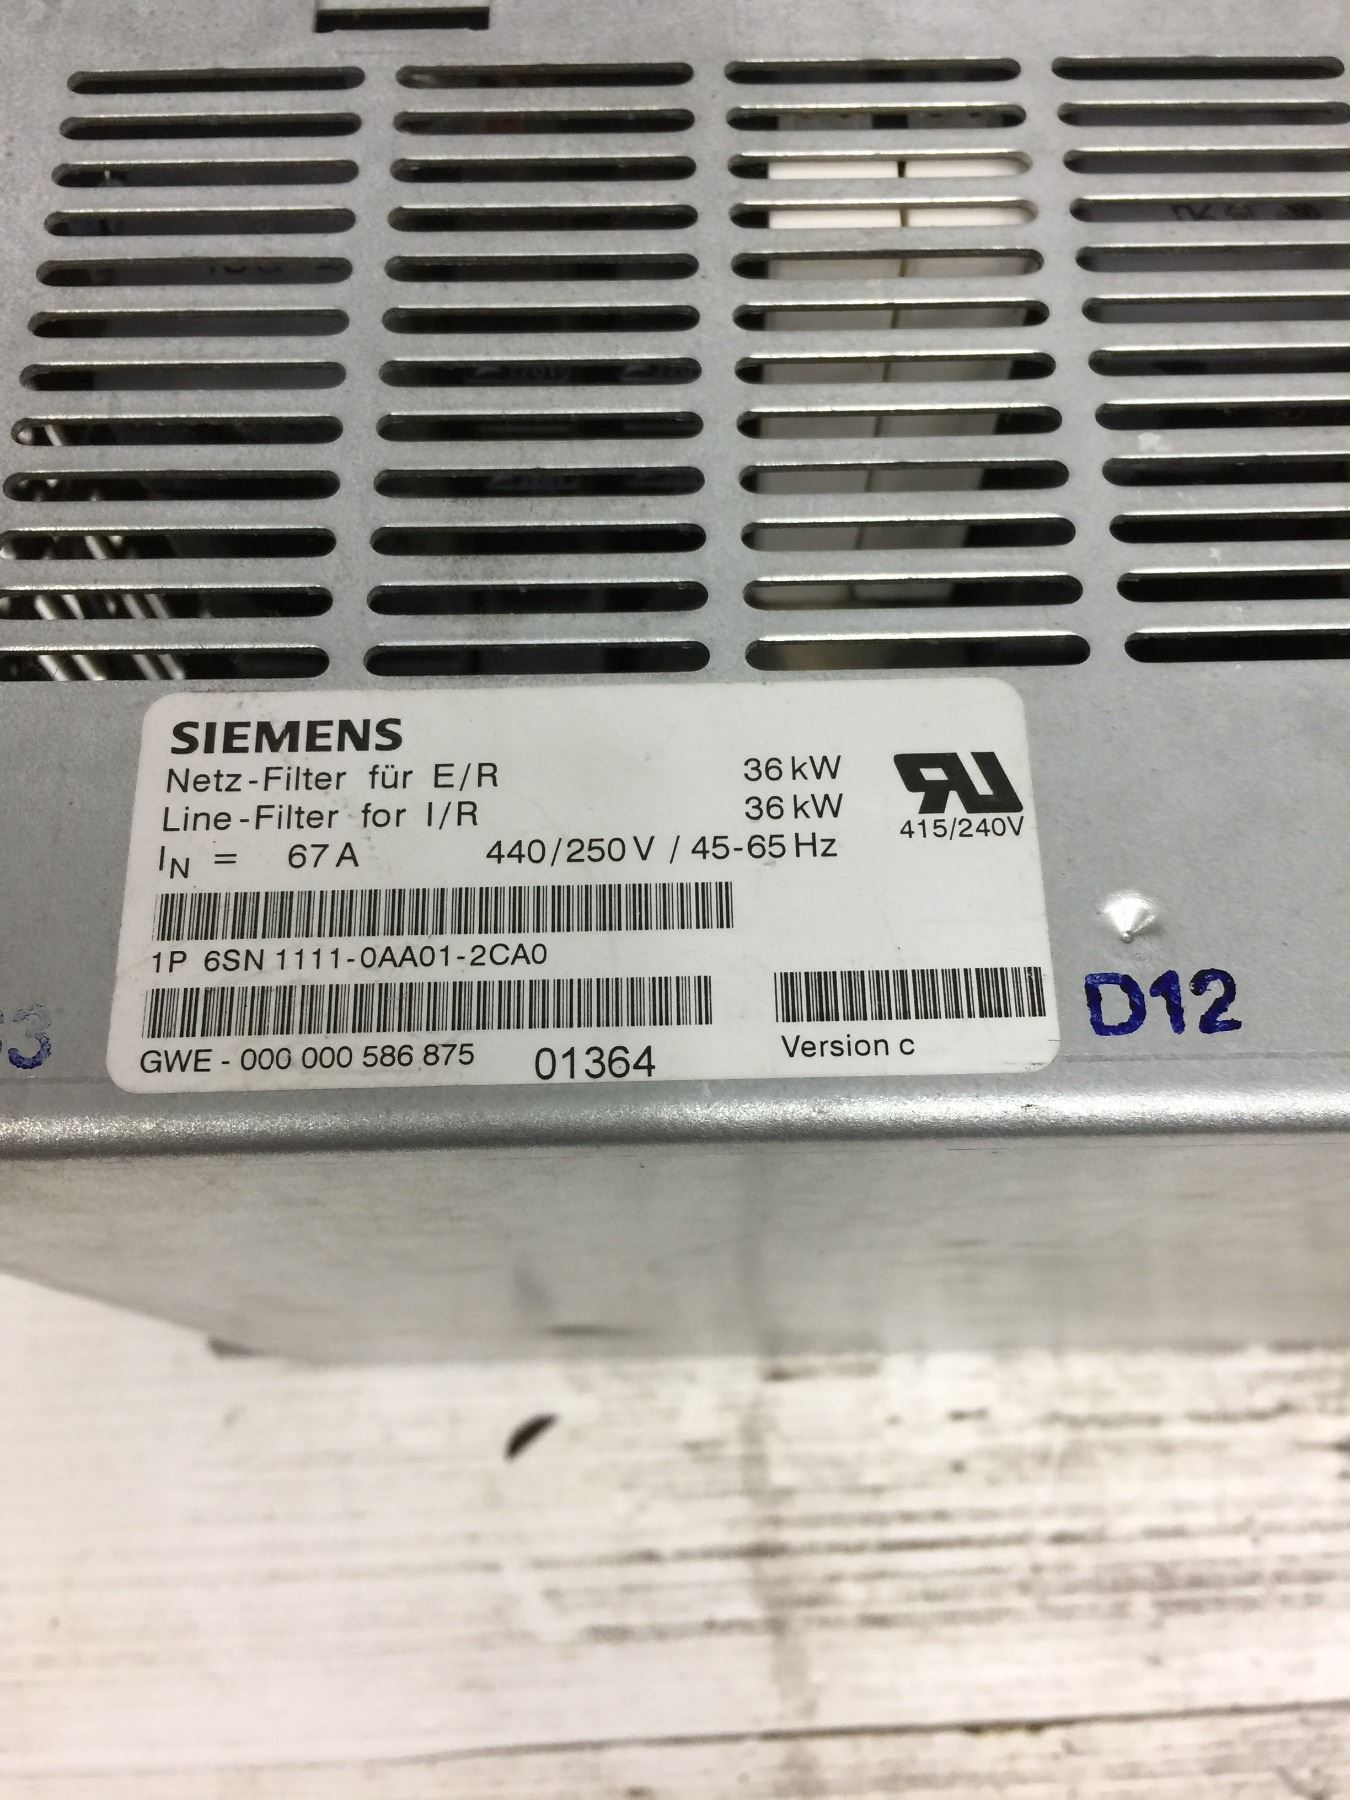 SIEMENS
Netz-Filter für E/R 36 kW
Line-Filter for I/R 36 kW
415/240V
IN = 67 A 440/250 V / 45-65 Hz
1P 6SN 1111-0AA01-2CA0
GWE - 000 000 586 875 01364 Version c
D12